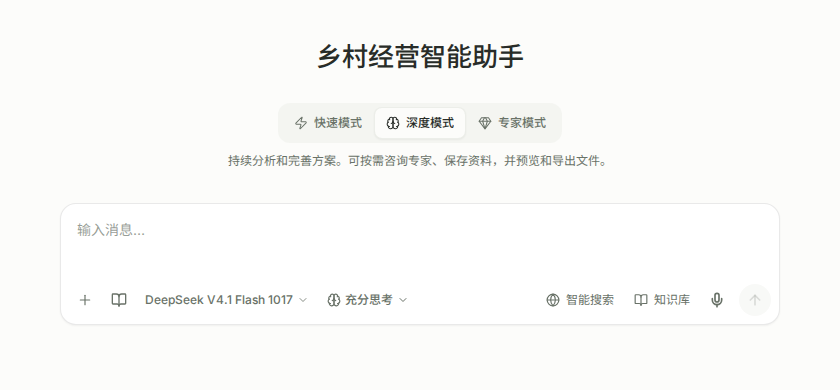 乡村经营智能助手
快速模式 深度模式 专家模式
持续分析和完善方案。可按需咨询专家、保存资料，并预览和导出文件。
输入消息...
DeepSeek V4.1 Flash 1017 充分思考 智能搜索 知识库